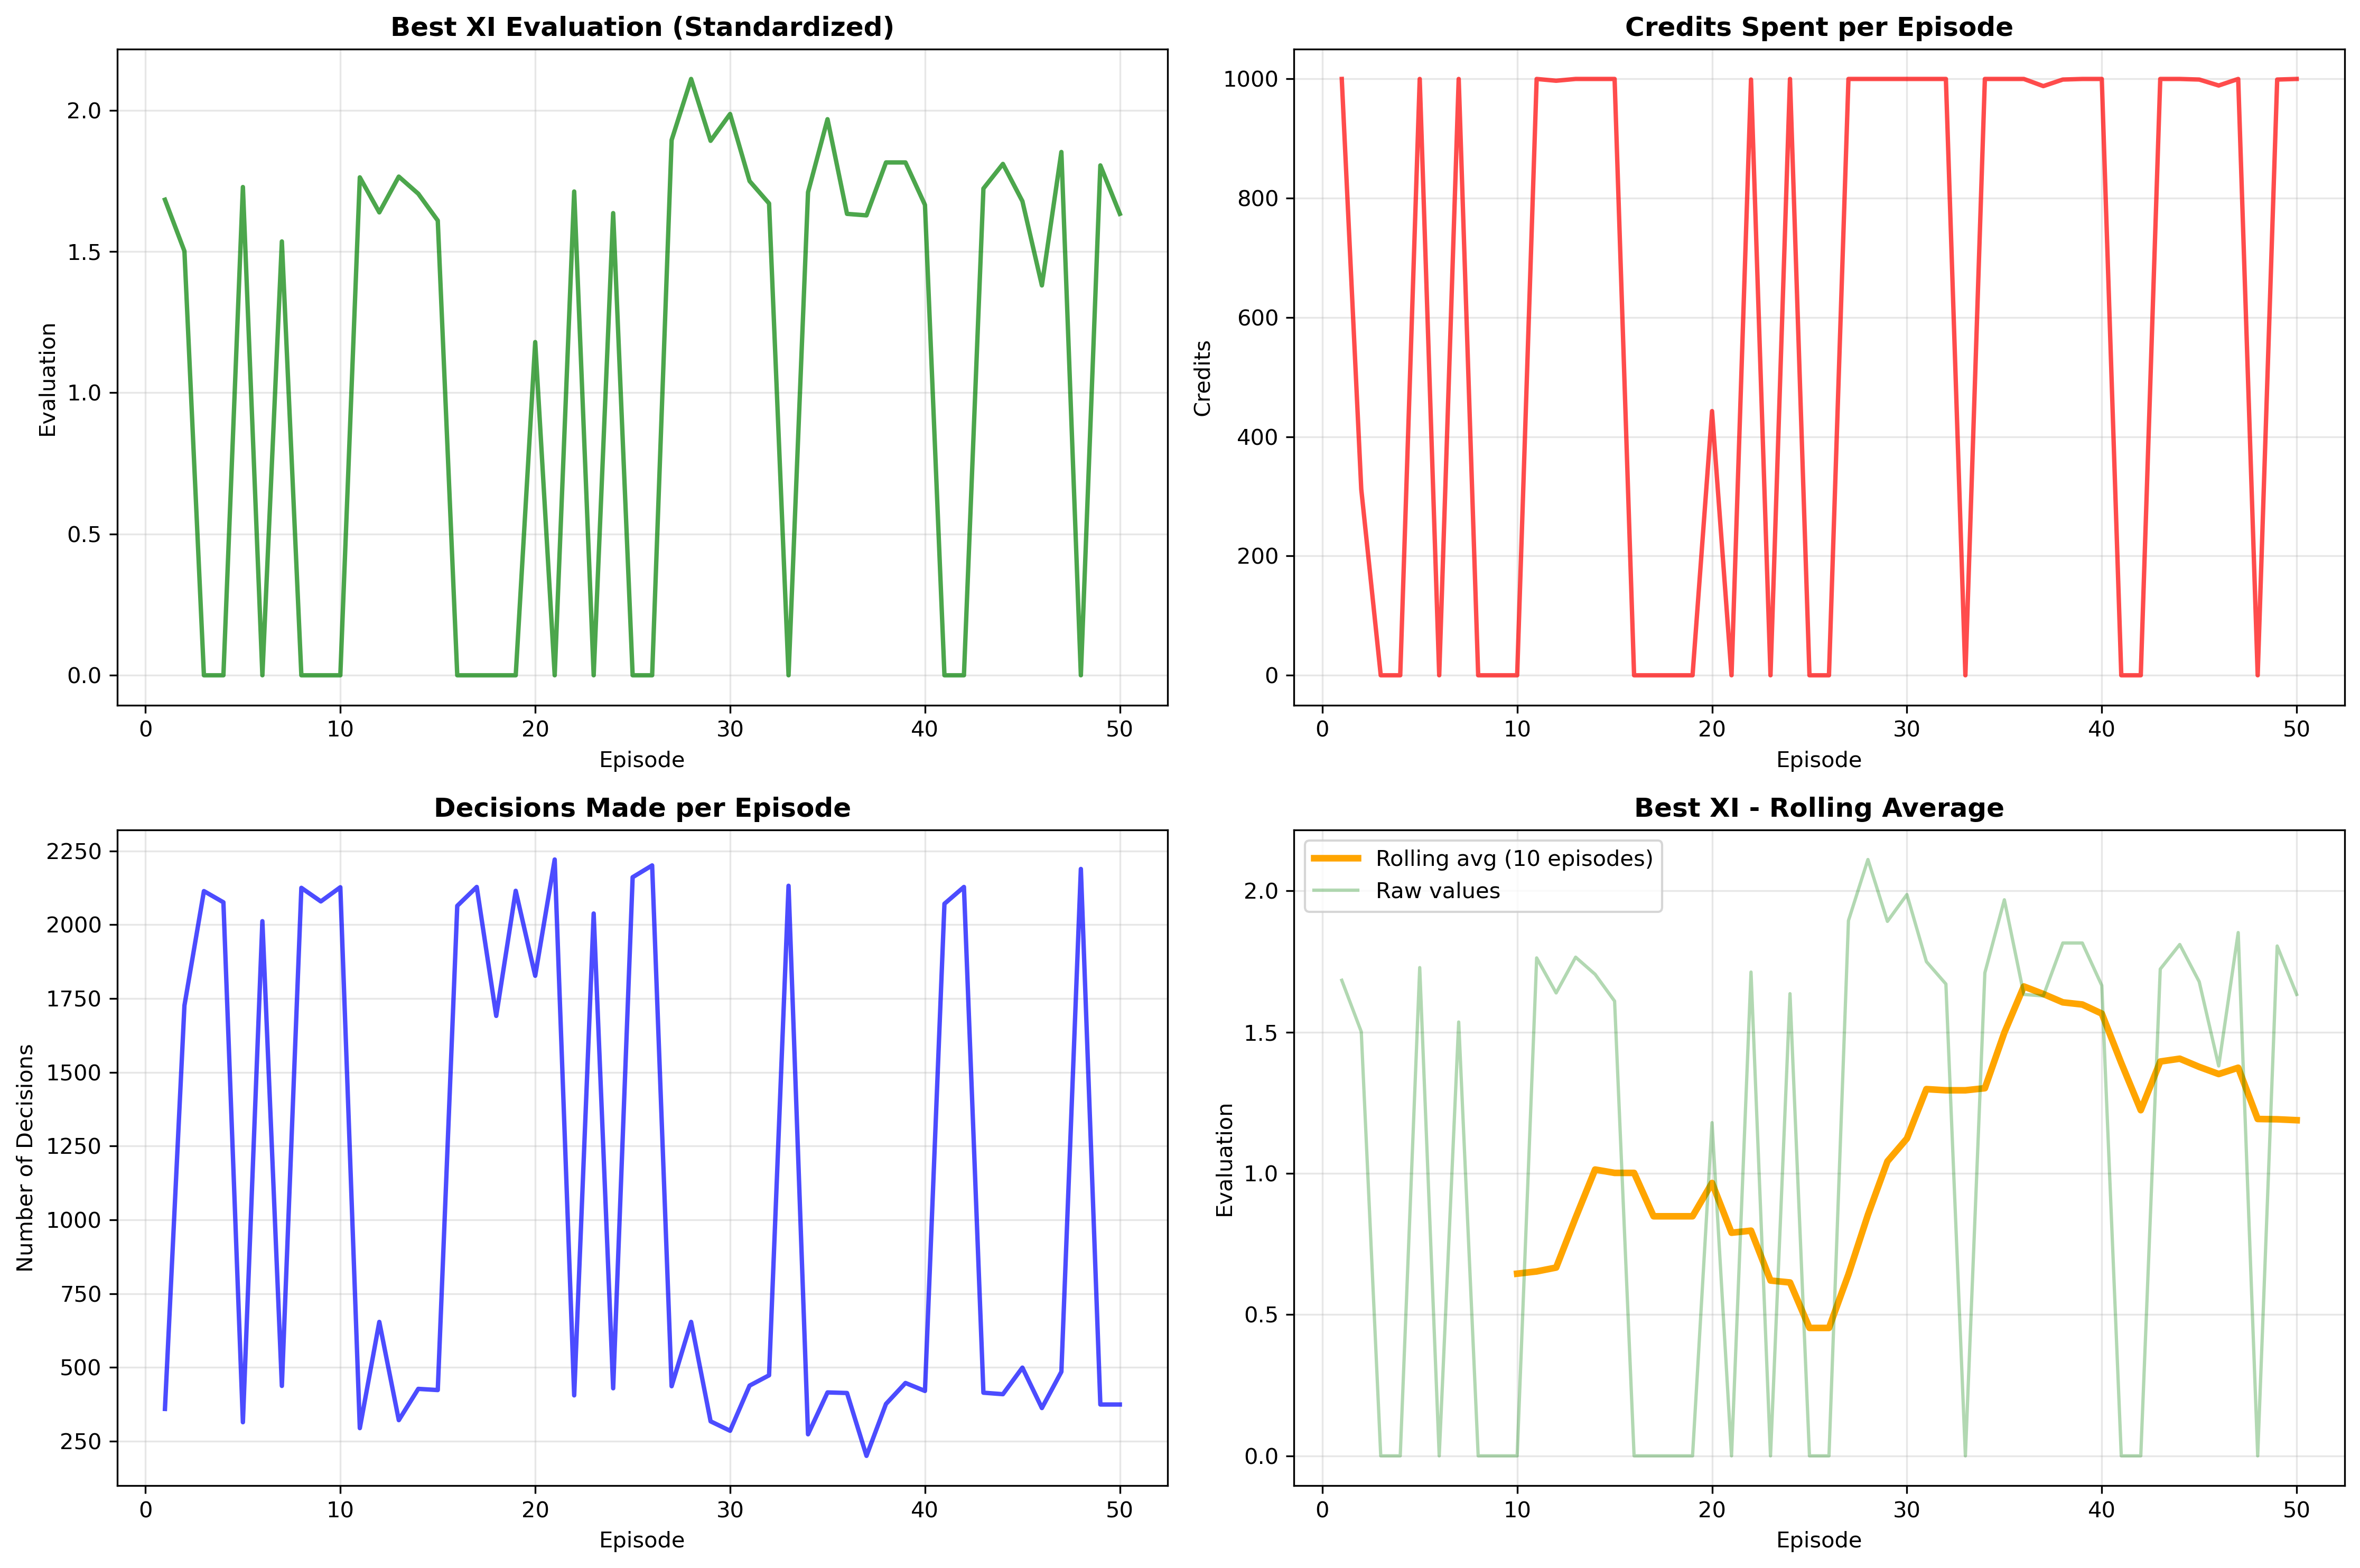 Best XI Evaluation (Standardized)
Evaluation
2.0
1.5
1.0
0.5
0.0
0 10 20 30 40 50
Episode
Credits Spent per Episode
Credits
1000
800
600
400
200
0
0 10 20 30 40 50
Episode
Decisions Made per Episode
Number of Decisions
2250
2000
1750
1500
1250
1000
750
500
250
0 10 20 30 40 50
Episode
Best XI - Rolling Average
Rolling avg (10 episodes)
Raw values
Evaluation
2.0
1.5
1.0
0.5
0.0
0 10 20 30 40 50
Episode